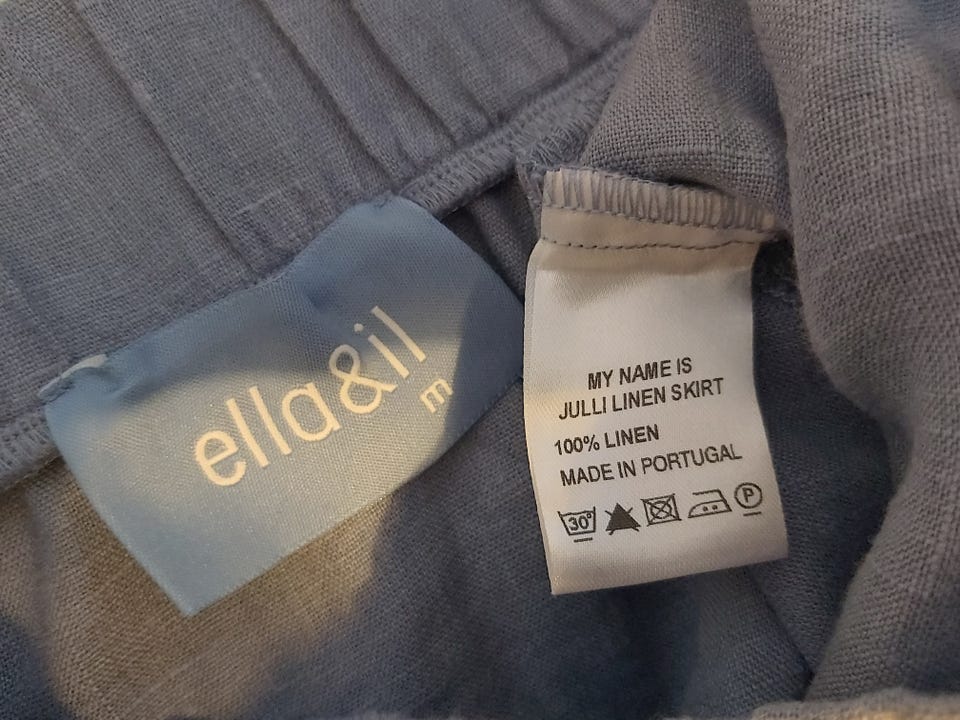 ella&il
m
MY NAME IS
JULLI LINEN SKIRT
100% LINEN
MADE IN PORTUGAL
30° P